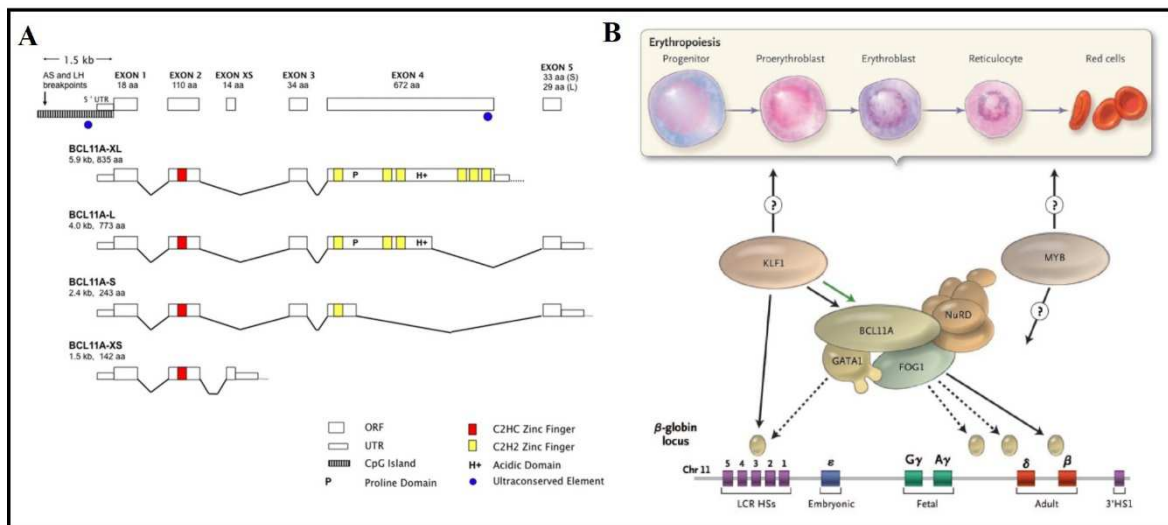 A
1.5 kb
AS and LH
breakpoints
5 ' UTR
EXON 1
18 aa
EXON 2
110 aa
EXON XS
14 aa
EXON 3
34 aa
EXON 4
672 aa
EXON 5
33 aa (S)
29 aa (L)
BCL11A-XL
5.9 kb, 835 aa
P H+
BCL11A-L
4.0 kb, 773 aa
P H+
BCL11A-S
2.4 kb, 243 aa
BCL11A-XS
1.5 kb, 142 aa
ORF
UTR
CpG Island
P Proline Domain
C2HC Zinc Finger
C2H2 Zinc Finger
H+ Acidic Domain
Ultraconserved Element
B
Erythropoiesis
Progenitor Proerythroblast Erythroblast Reticulocyte Red cells
? ?
KLF1 MYB
NuRD
?
BCL11A
GATA1
FOG1
β-globin
locus
Chr 11
5 4 3 2 1 ε Gγ Aγ δ β
LCR HSs Embryonic Fetal Adult 3'HS1